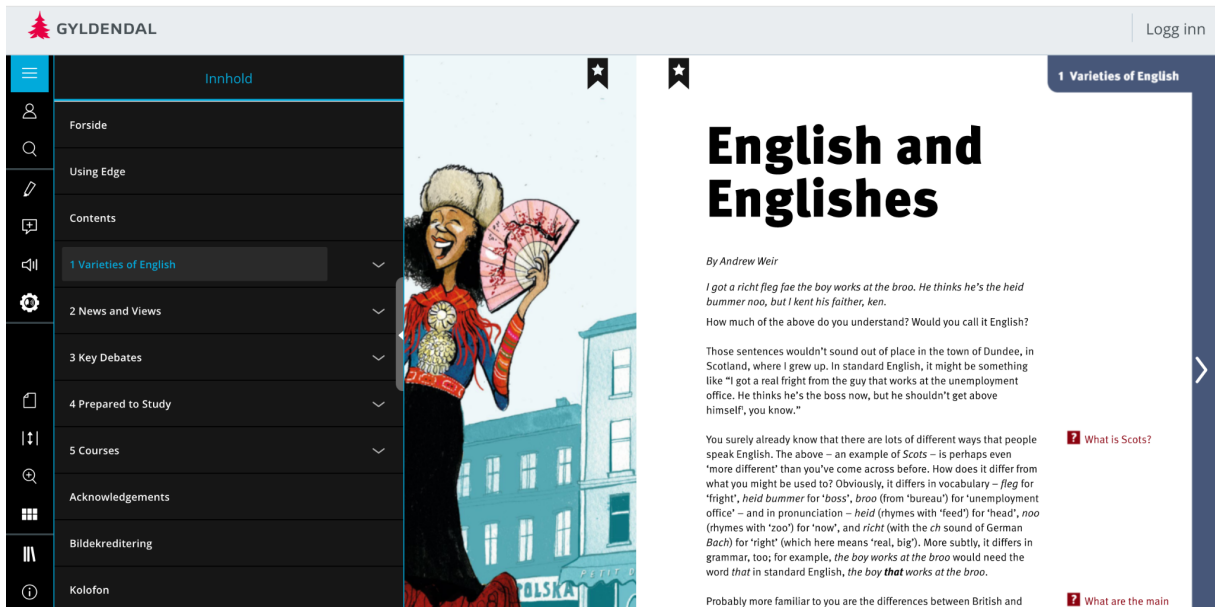 GYLDENDAL
Logg inn
Innhold
Forside
Using Edge
Contents
1 Varieties of English
2 News and Views
3 Key Debates
4 Prepared to Study
5 Courses
Acknowledgements
Bildekreditering
Kolofon
POLSKA
PETIT
1 Varieties of English
English and
Englishes
By Andrew Weir
I got a richt fleg fae the boy works at the broo. He thinks he's the heid
bummer noo, but I kent his faither, ken.
How much of the above do you understand? Would you call it English?
Those sentences wouldn't sound out of place in the town of Dundee, in
Scotland, where I grew up. In standard English, it might be something
like “I got a real fright from the guy that works at the unemployment
office. He thinks he's the boss now, but he shouldn't get above
himself¹, you know.”
You surely already know that there are lots of different ways that people
speak English. The above – an example of Scots – is perhaps even
‘more different’ than you've come across before. How does it differ from
what you might be used to? Obviously, it differs in vocabulary – fleg for
‘fright’, heid bummer for ‘boss’, broo (from ‘bureau’) for ‘unemployment
office’ – and in pronunciation – heid (rhymes with ‘feed’) for ‘head’, noo
(rhymes with ‘zoo’) for ‘now’, and richt (with the ch sound of German
Bach) for ‘right’ (which here means ‘real, big’). More subtly, it differs in
grammar, too; for example, the boy works at the broo would need the
word that in standard English, the boy that works at the broo.
? What is Scots?
Probably more familiar to you are the differences between British and
? What are the main